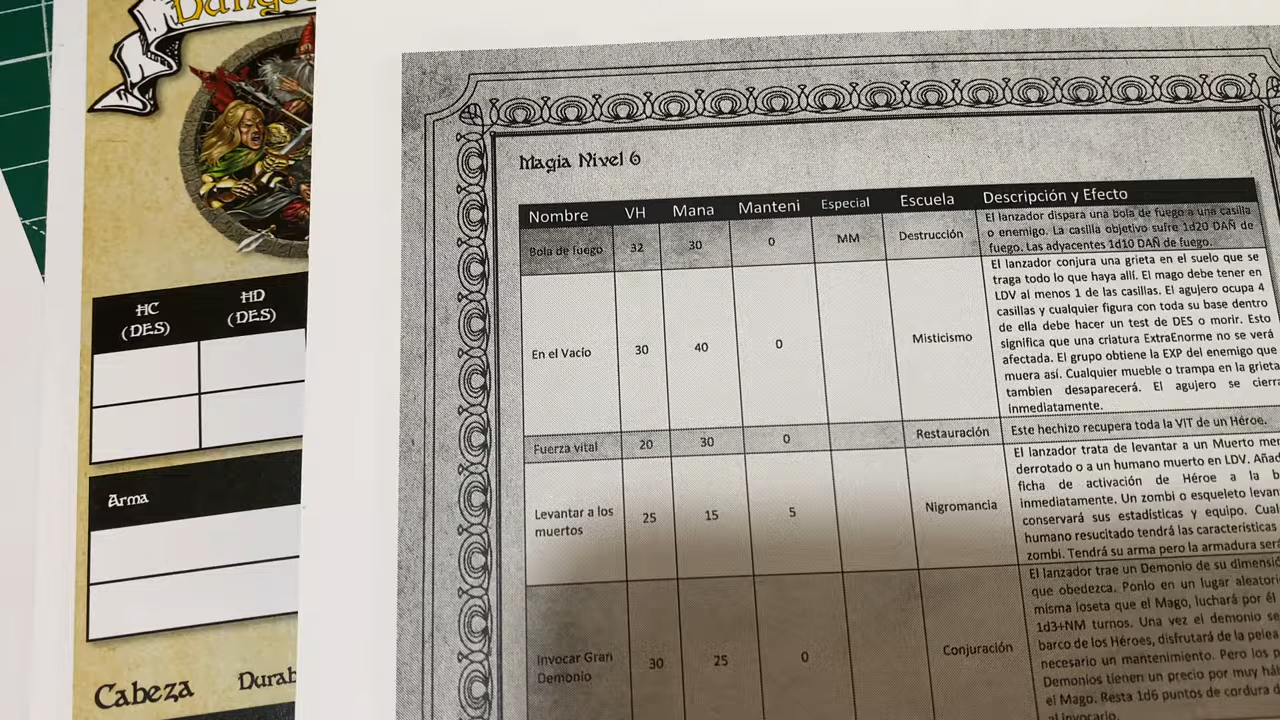 Magia Nivel 6
Nombre VH Mana Manteni Especial Escuela Descripción y Efecto
Bola de fuego 32 30 0 MM Destrucción
El lanzador dispara una bola de fuego a una casilla
o enemigo. La casilla objetivo sufre 1d20 DAÑ de
fuego. Las adyacentes 1d10 DAÑ de fuego.
En el Vacío 30 40 0 Misticismo
El lanzador conjura una grieta en el suelo que se
traga todo lo que haya allí. El mago debe tener en
LDV al menos 1 de las casillas. El agujero ocupa 4
casillas y cualquier figura con toda su base dentro
de ella debe hacer un test de DES o morir. Esto
significa que una criatura ExtraEnorme no se verá
afectada. El grupo obtiene la EXP del enemigo que
muera así. Cualquier mueble o trampa en la grieta
tambien desaparecerá. El agujero se cierra
inmediatamente.
Fuerza vital 20 30 0 Restauración
Este hechizo recupera toda la VIT de un Héroe.
Levantar a los
muertos 25 15 5 Nigromancia
El lanzador trata de levantar a un Muerto
derrotado o a un humano muerto en LDV.
ficha de activación de Héroe a la
inmediatamente. Un zombi o esqueleto
conservará sus estadísticas y equipo.
humano resucitado tendrá las características
zombi. Tendrá su arma pero la armadura será
Invocar Gran
Demonio 30 25 0 Conjuración
El lanzador trae un Demonio de su
que obedezca. Ponlo en un lugar
misma loseta que el Mago, luchará por él
1d3+NM turnos. Una vez el demonio
barco de los Héroes, disfrutará de la pelea
necesario un mantenimiento. Pero los
Demonios tienen un precio por muy
el Mago. Resta 1d6 puntos de cordura
al invocarlo.
HC
(DES)
HD
(DES)
Arma
Cabeza